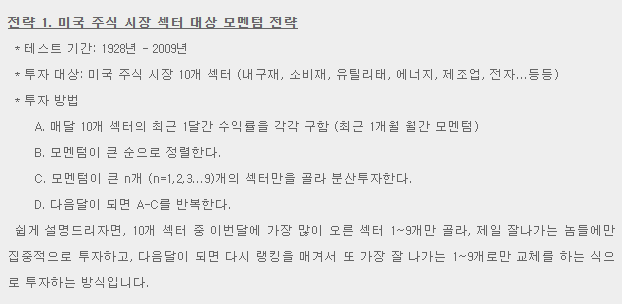 전략 1. 미국 주식 시장 섹터 대상 모멘텀 전략
* 테스트 기간: 1928년 - 2009년
* 투자 대상: 미국 주식 시장 10개 섹터 (내구재, 소비재, 유틸리태, 에너지, 제조업, 전자...등등)
* 투자 방법
A. 매달 10개 섹터의 최근 1달간 수익률을 각각 구함 (최근 1개월 월간 모멘텀)
B. 모멘텀이 큰 순으로 정렬한다.
C. 모멘텀이 큰 n개 (n=1,2,3...9)개의 섹터만을 골라 분산투자한다.
D. 다음달이 되면 A-C를 반복한다.
쉽게 설명드리자면, 10개 섹터 중 이번달에 가장 많이 오른 섹터 1~9개만 골라, 제일 잘나가는 놈들에만
집중적으로 투자하고, 다음달이 되면 다시 랭킹을 매겨서 또 가장 잘 나가는 1~9개로만 교체를 하는 식으
로 투자하는 방식입니다.